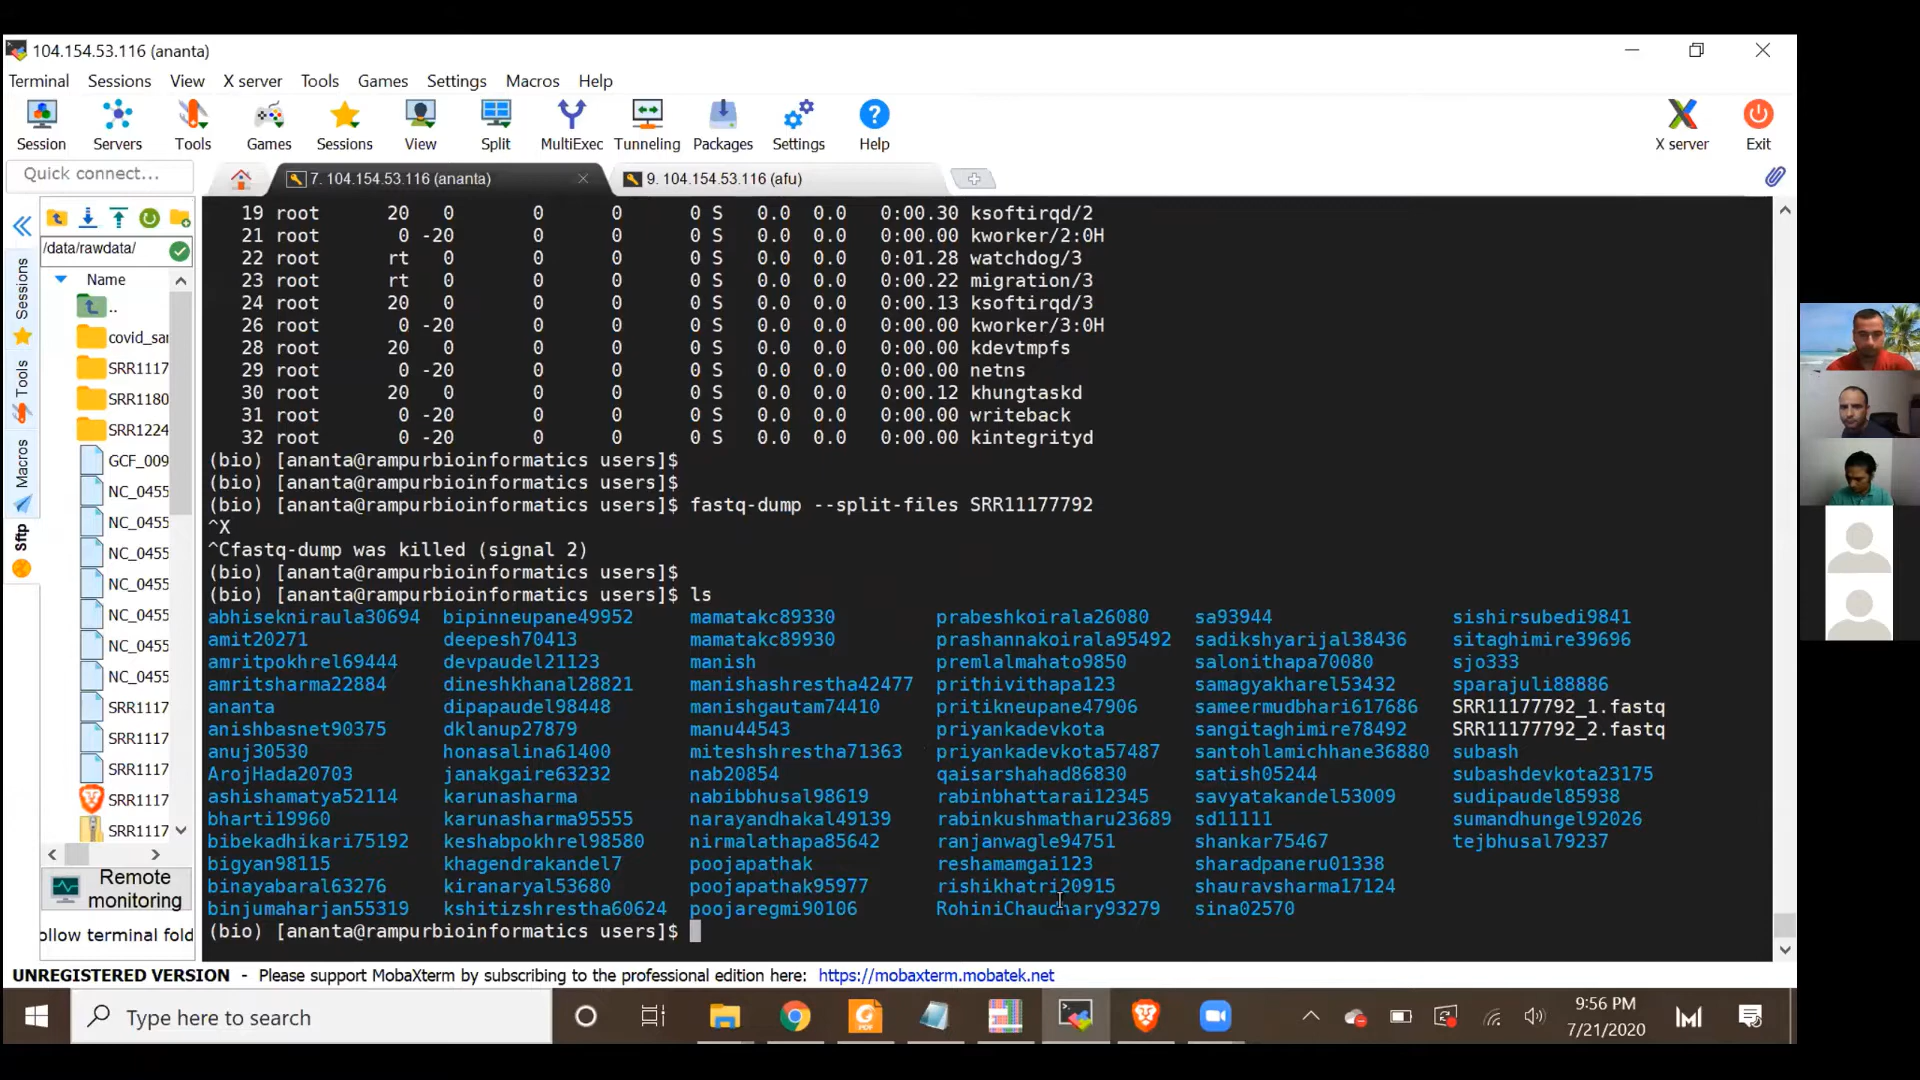 104.154.53.116 (ananta)
Terminal Sessions View X server Tools Games Settings Macros Help
Session Servers Tools Games Sessions View Split MultiExec Tunneling Packages Settings Help X server Exit
Quick connect...
7. 104.154.53.116 (ananta)
9. 104.154.53.116 (afu)
/data/rawdata/
Name
..
covid_sar
SRR1117
SRR1180
SRR1224
GCF_009
NC_0455
NC_0455
NC_0455
NC_0455
NC_0455
NC_0455
NC_0455
SRR1117
SRR1117
SRR1117
SRR1117
SRR1117
Remote
monitoring
ollow terminal fold
Sessions
Tools
Macros
Sftp
19 root 20 0 0 0 0 S 0.0 0.0 0:00.30 ksoftirqd/2
21 root 0 -20 0 0 0 S 0.0 0.0 0:00.00 kworker/2:0H
22 root rt 0 0 0 0 S 0.0 0.0 0:01.28 watchdog/3
23 root rt 0 0 0 0 S 0.0 0.0 0:00.22 migration/3
24 root 20 0 0 0 0 S 0.0 0.0 0:00.13 ksoftirqd/3
26 root 0 -20 0 0 0 S 0.0 0.0 0:00.00 kworker/3:0H
28 root 20 0 0 0 0 S 0.0 0.0 0:00.00 kdevtmpfs
29 root 0 -20 0 0 0 S 0.0 0.0 0:00.00 netns
30 root 20 0 0 0 0 S 0.0 0.0 0:00.12 khungtaskd
31 root 0 -20 0 0 0 S 0.0 0.0 0:00.00 writeback
32 root 0 -20 0 0 0 S 0.0 0.0 0:00.00 kintegrityd
(bio) [ananta@rampurbioinformatics users]$
(bio) [ananta@rampurbioinformatics users]$
(bio) [ananta@rampurbioinformatics users]$ fastq-dump --split-files SRR11177792
^X
^Cfastq-dump was killed (signal 2)
(bio) [ananta@rampurbioinformatics users]$
(bio) [ananta@rampurbioinformatics users]$ ls
abhisekniraula30694 bipinneupane49952 mamatakc89330 prabeshkoirala26080 sa93944 sishirsubedi9841
amit20271 deepesh70413 mamatakc89930 prashannakoirala95492 sadikshyarijal38436 sitaghimire39696
amritpokhrel69444 devpaudel21123 manish premlalmahato9850 salonithapa70080 sjo333
amritsharma22884 dineshkhanal28821 manishashrestha42477 prithivithapa123 samagyakharel53432 sparajuli88886
ananta dipapaudel98448 manishgautam74410 pritikneupane47906 sameermudbhari617686 SRR11177792_1.fastq
anishbasnet90375 dklanup27879 manu44543 priyankadevkota sangitaghimire78492 SRR11177792_2.fastq
anuj30530 honasalina61400 miteshshrestha71363 priyankadevkota57487 santohlamichhane36880 subash
ArojHada20703 janakgaire63232 nab20854 qaisarshahad86830 satish05244 subashdevkota23175
ashishamatya52114 karunasharma nabibbhusal98619 rabinbhattarai12345 savyatakandel53009 sudipaudel85938
bharti19960 karunasharma95555 narayandhakal49139 rabinkushmatharu23689 sd11111 sumandhungel92026
bibekadhikari75192 keshabpokhrel98580 nirmalathapa85642 ranjanwagle94751 shankar75467 tejbhusal79237
bigyan98115 khagendrakandel7 poojapathak reshamamgai123 sharadpaneru01338
binayabaral63276 kiranaryal53680 poojapathak95977 rishikhatri20915 shauravsharma17124
binjumaharjan55319 kshitizshrestha60624 poojaregmi90106 RohiniChaudhary93279 sina02570
(bio) [ananta@rampurbioinformatics users]$
UNREGISTERED VERSION - Please support MobaXterm by subscribing to the professional edition here: https://mobaxterm.mobatek.net
Type here to search
9:56 PM
7/21/2020